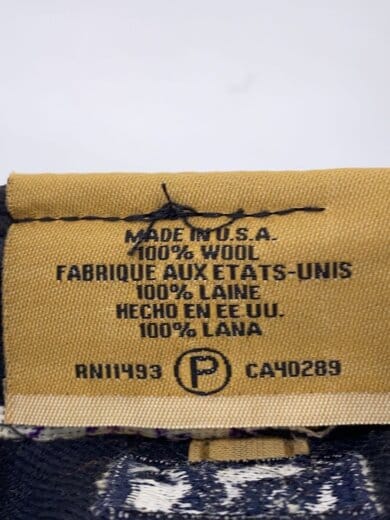 MADE IN U.S.A.
100% WOOL
FABRIQUE AUX ETATS-UNIS
100% LAINE
HECHO EN EE.UU.
100% LANA
RN11493 P CA40289